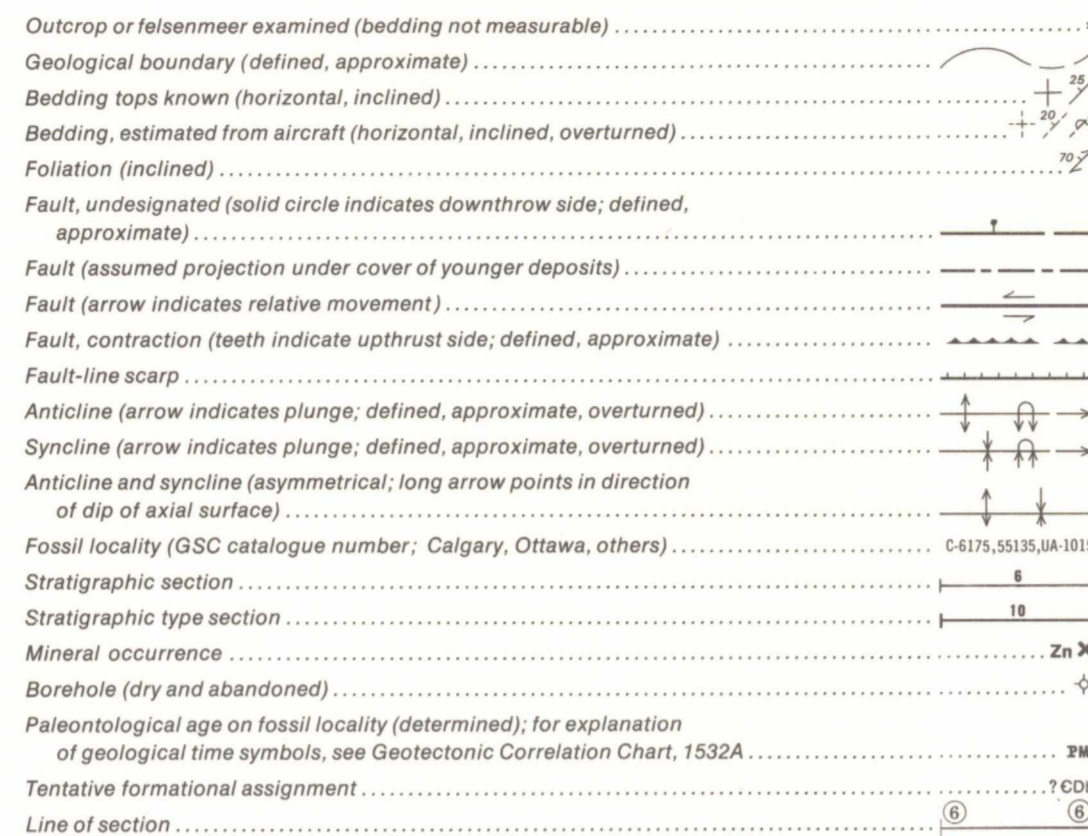 Outcrop or felsenmeer examined (bedding not measurable)
Geological boundary (defined, approximate)
Bedding tops known (horizontal, inclined) 25
Bedding, estimated from aircraft (horizontal, inclined, overturned) 20
Foliation (inclined) 70
Fault, undesignated (solid circle indicates downthrow side; defined,
approximate)
Fault (assumed projection under cover of younger deposits)
Fault (arrow indicates relative movement)
Fault, contraction (teeth indicate upthrust side; defined, approximate)
Fault-line scarp
Anticline (arrow indicates plunge; defined, approximate, overturned)
Syncline (arrow indicates plunge; defined, approximate, overturned)
Anticline and syncline (asymmetrical; long arrow points in direction
of dip of axial surface)
Fossil locality (GSC catalogue number; Calgary, Ottawa, others) C-6175,55135,UA-1015
Stratigraphic section 6
Stratigraphic type section 10
Mineral occurrence Zn
Borehole (dry and abandoned)
Paleontological age on fossil locality (determined); for explanation
of geological time symbols, see Geotectonic Correlation Chart, 1532A PM
Tentative formational assignment
Line of section 6 6